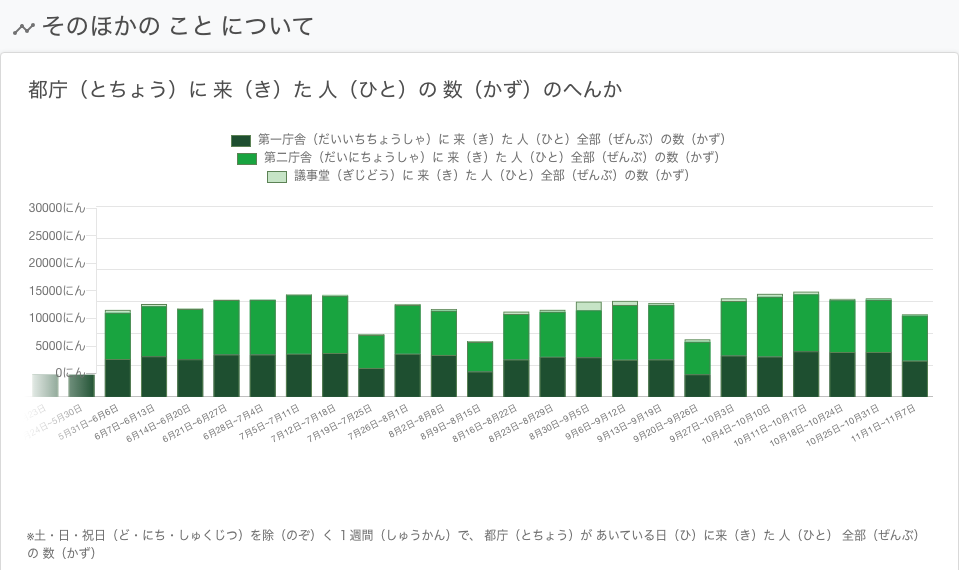 そのほかの こと について
都庁（とちょう）に 来（き）た 人（ひと）の 数（かず）のへんか
第一庁舎（だいいちちょうしゃ）に 来（き）た 人（ひと）全部（ぜんぶ）の数（かず）
第二庁舎（だいにちょうしゃ）に 来（き）た 人（ひと）全部（ぜんぶ）の数（かず）
議事堂（ぎじどう）に 来（き）た 人（ひと）全部（ぜんぶ）の数（かず）
30000にん
25000にん
20000にん
15000にん
10000にん
5000にん
0にん
5月30日
5月31日~6月6日
6月7日~6月13日
6月14日~6月20日
6月21日~6月27日
6月28日~7月4日
7月5日~7月11日
7月12日~7月18日
7月19日~7月25日
7月26日~8月1日
8月2日~8月8日
8月9日~8月15日
8月16日~8月22日
8月23日~8月29日
8月30日~9月5日
9月6日~9月12日
9月13日~9月19日
9月20日~9月26日
9月27日~10月3日
10月4日~10月10日
10月11日~10月17日
10月18日~10月24日
10月25日~10月31日
11月1日~11月7日
※土・日・祝日（ど・にち・しゅくじつ）を除（のぞ）く １週間（しゅうかん）で、 都庁（とちょう）が あいている日（ひ）に来（き）た 人（ひと） 全部（ぜんぶ）
の 数（かず）